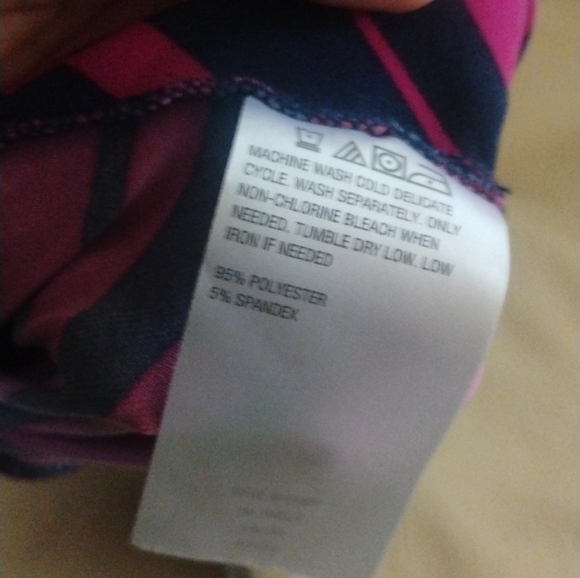 MACHINE WASH COLD DELICATE
CYCLE. WASH SEPARATELY. ONLY
NON-CHLORINE BLEACH WHEN
NEEDED. TUMBLE DRY LOW. LOW
IRON IF NEEDED
95% POLYESTER
5% SPANDEX